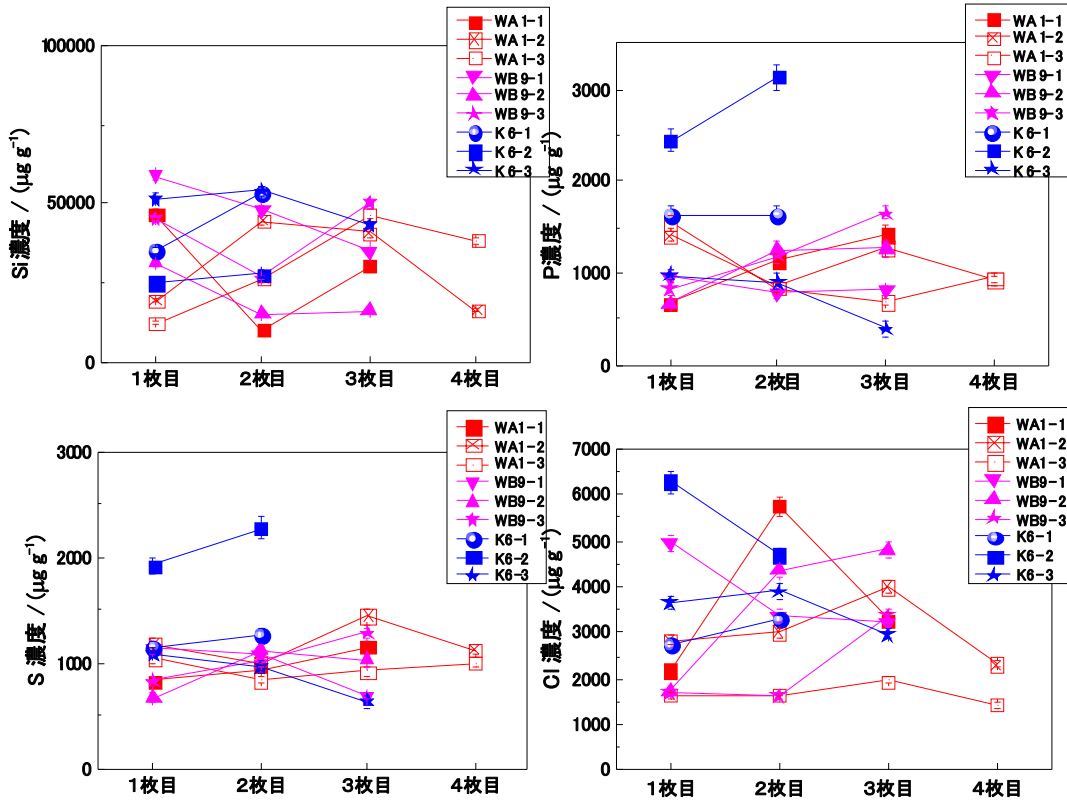 WA1-1
WA1-2
WA1-3
WB9-1
WB9-2
WB9-3
K6-1
K6-2
K6-3
Si濃度 / (μg g⁻¹)
100000
50000
0
1枚目 2枚目 3枚目 4枚目
WA1-1
WA1-2
WA1-3
WB9-1
WB9-2
WB9-3
K6-1
K6-2
K6-3
P濃度 / (μg g⁻¹)
3000
2000
1000
0
1枚目 2枚目 3枚目 4枚目
WA1-1
WA1-2
WA1-3
WB9-1
WB9-2
WB9-3
K6-1
K6-2
K6-3
S 濃度 / (μg g⁻¹)
3000
2000
1000
0
1枚目 2枚目 3枚目 4枚目
WA1-1
WA1-2
WA1-3
WB9-1
WB9-2
WB9-3
K6-1
K6-2
K6-3
Cl濃度 / (μg g⁻¹)
7000
6000
5000
4000
3000
2000
1000
0
1枚目 2枚目 3枚目 4枚目